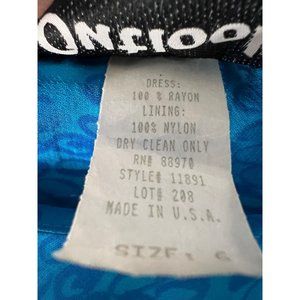 DRESS:
100 % RAYON
LINING:
100% NYLON
DRY CLEAN ONLY
RN# 88970
STYLE# 11891
LOT# 208
MADE IN U.S.A.
SIZE: 6